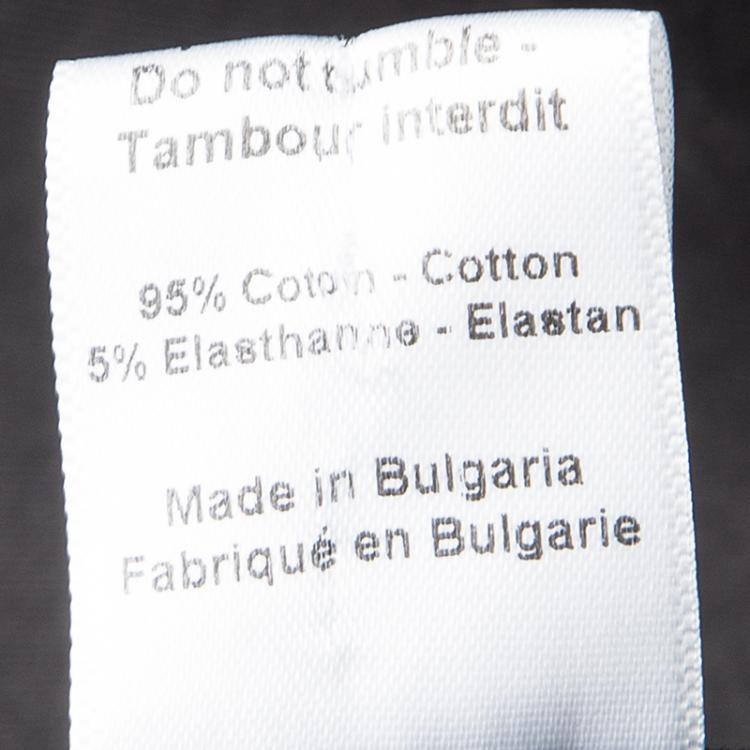 Do not tumble -
Tambour interdit
95% Coton - Cotton
5% Elasthanne - Elastan
Made in Bulgaria
Fabriqué en Bulgarie